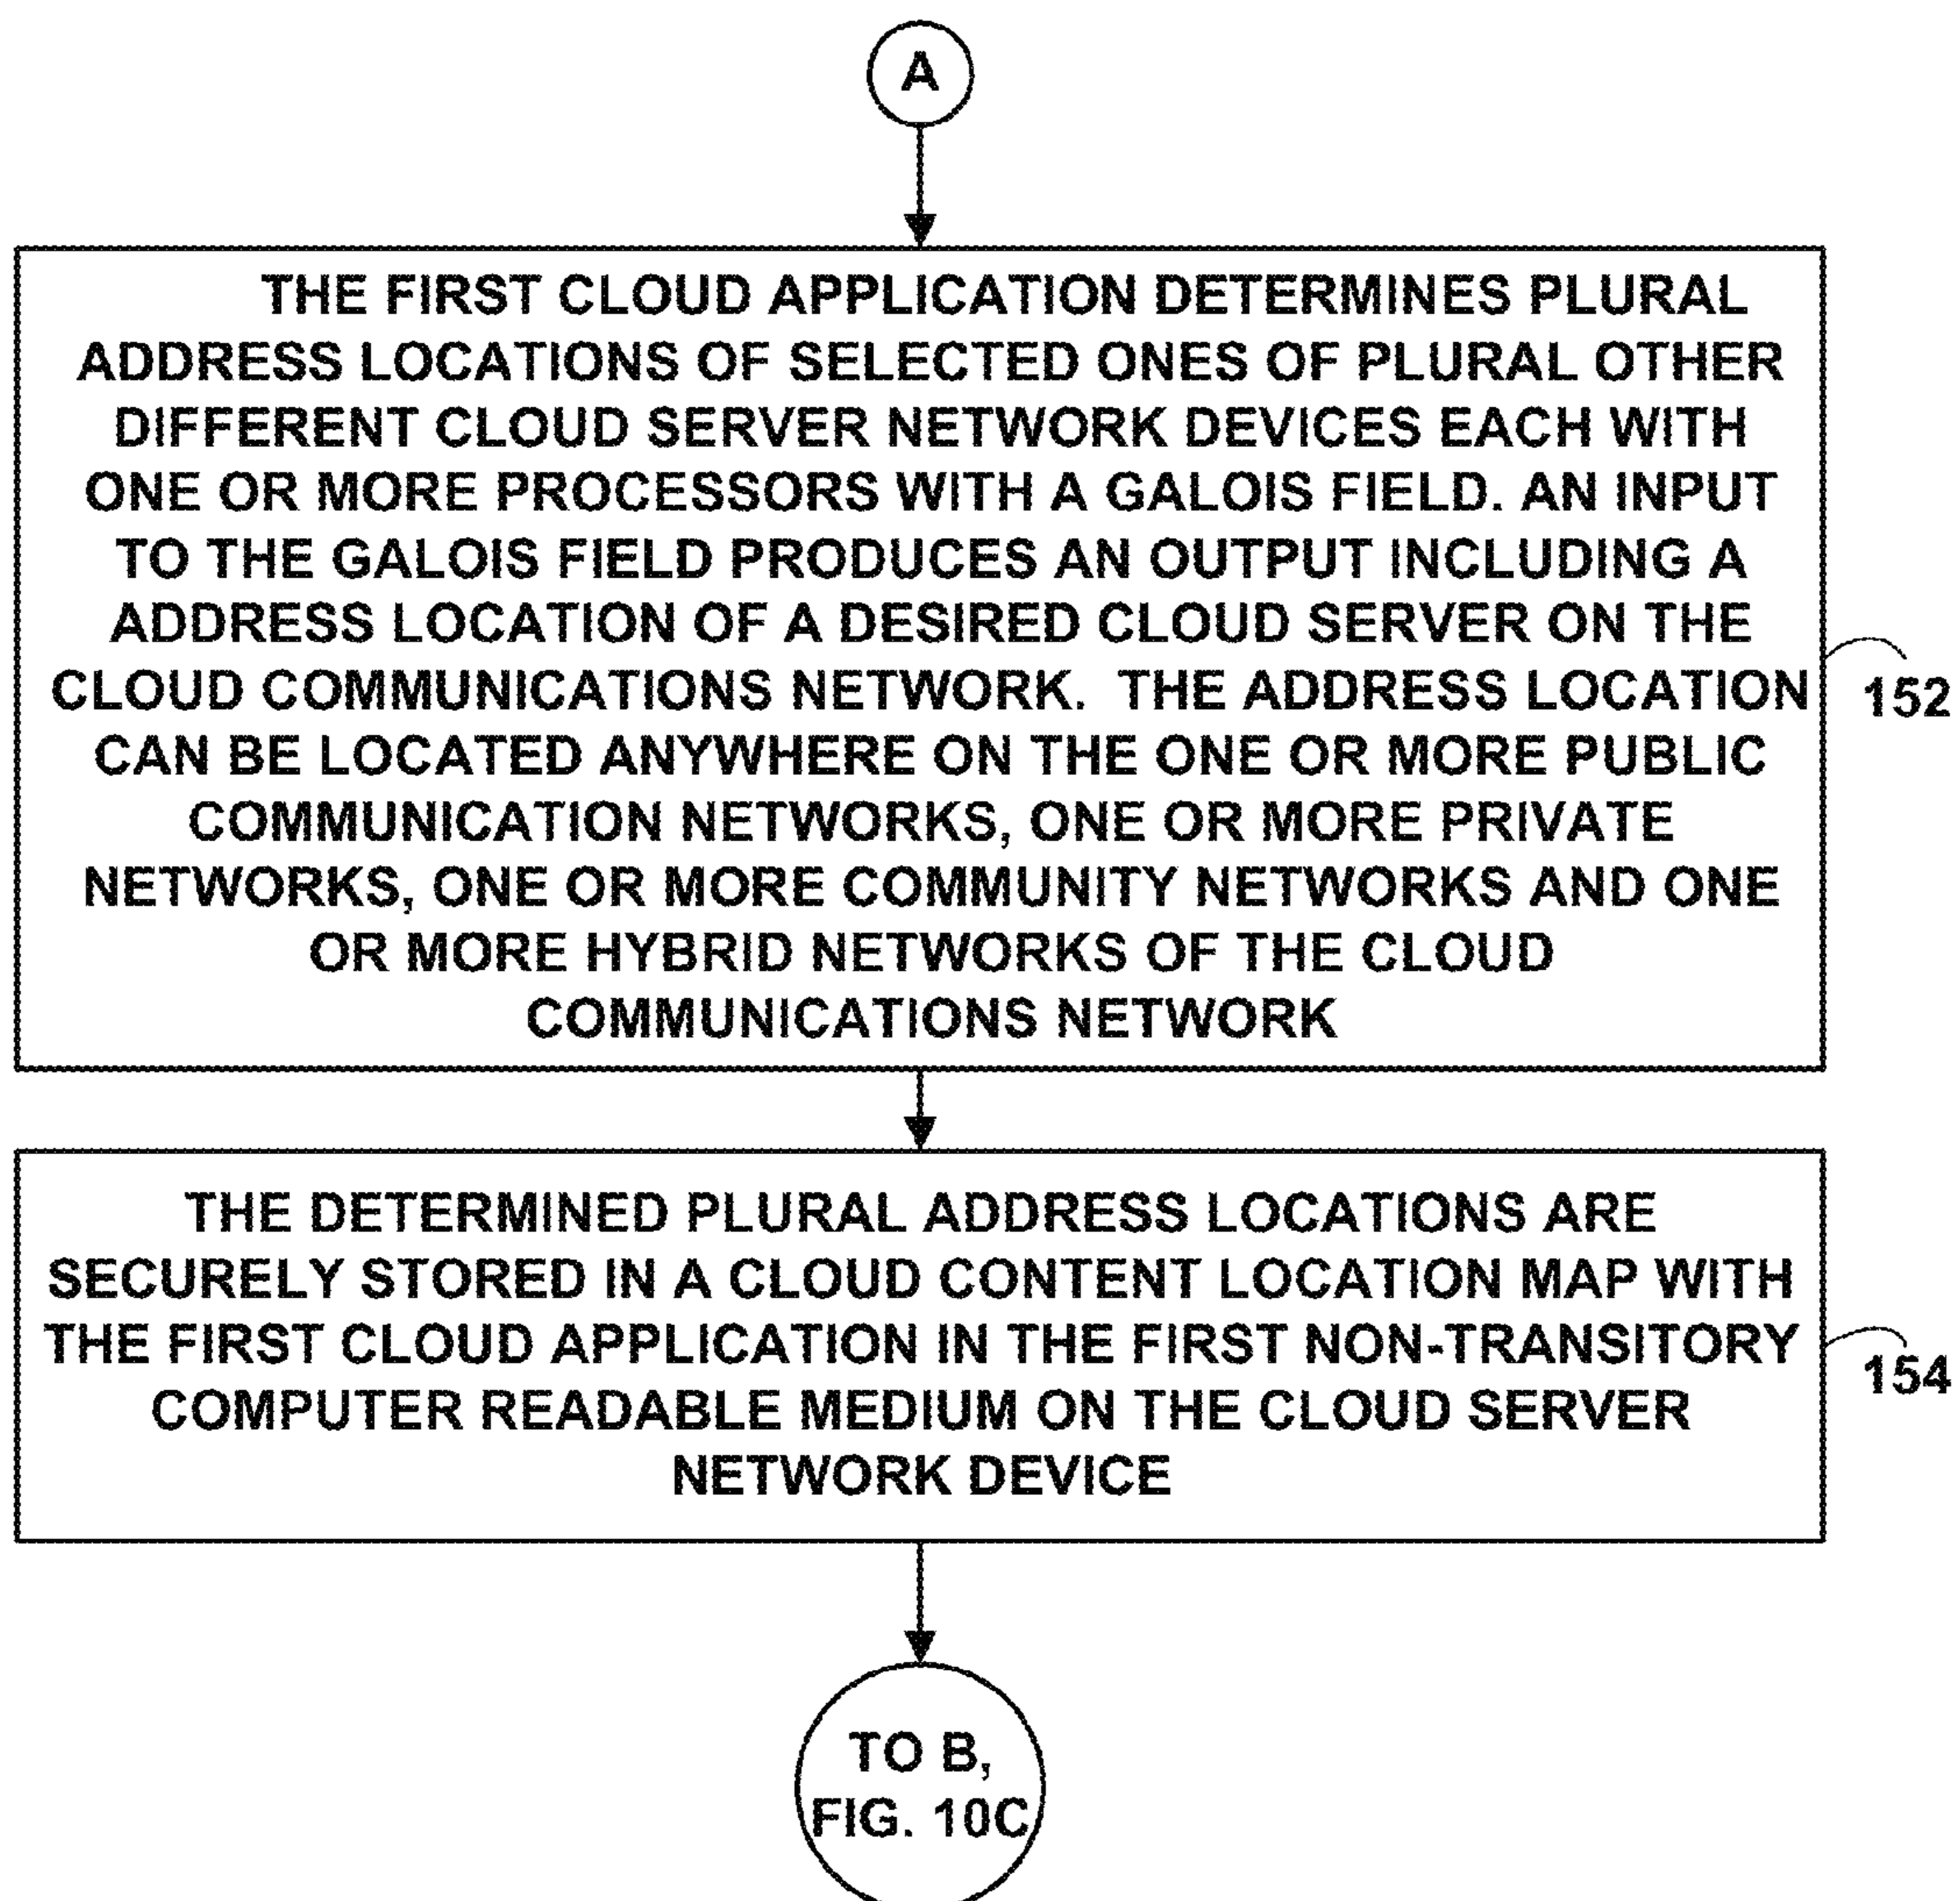 A
THE FIRST CLOUD APPLICATION DETERMINES PLURAL
ADDRESS LOCATIONS OF SELECTED ONES OF PLURAL OTHER
DIFFERENT CLOUD SERVER NETWORK DEVICES EACH WITH
ONE OR MORE PROCESSORS WITH A GALOIS FIELD. AN INPUT
TO THE GALOIS FIELD PRODUCES AN OUTPUT INCLUDING A
ADDRESS LOCATION OF A DESIRED CLOUD SERVER ON THE
CLOUD COMMUNICATIONS NETWORK.  THE ADDRESS LOCATION
CAN BE LOCATED ANYWHERE ON THE ONE OR MORE PUBLIC
COMMUNICATION NETWORKS, ONE OR MORE PRIVATE
NETWORKS, ONE OR MORE COMMUNITY NETWORKS AND ONE
OR MORE HYBRID NETWORKS OF THE CLOUD
COMMUNICATIONS NETWORK
152
THE DETERMINED PLURAL ADDRESS LOCATIONS ARE
SECURELY STORED IN A CLOUD CONTENT LOCATION MAP WITH
THE FIRST CLOUD APPLICATION IN THE FIRST NON-TRANSITORY
COMPUTER READABLE MEDIUM ON THE CLOUD SERVER
NETWORK DEVICE
154
TO B,
FIG. 10C